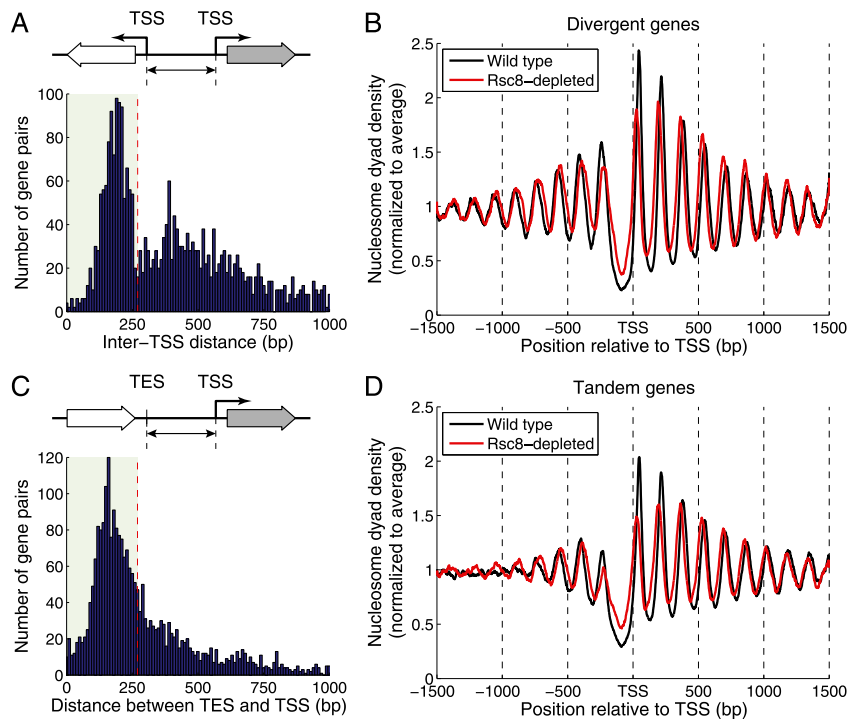 A
TSS TSS
Number of gene pairs
100
80
60
40
20
0
0 250 500 750 1000
Inter−TSS distance (bp)
B
Divergent genes
Wild type
Rsc8−depleted
Nucleosome dyad density
(normalized to average)
2.5
2
1.5
1
0.5
0
−1500 −1000 −500 TSS 500 1000 1500
Position relative to TSS (bp)
C
TES TSS
Number of gene pairs
120
100
80
60
40
20
0
0 250 500 750 1000
Distance between TES and TSS (bp)
D
Tandem genes
Wild type
Rsc8−depleted
Nucleosome dyad density
(normalized to average)
2.5
2
1.5
1
0.5
0
−1500 −1000 −500 TSS 500 1000 1500
Position relative to TSS (bp)